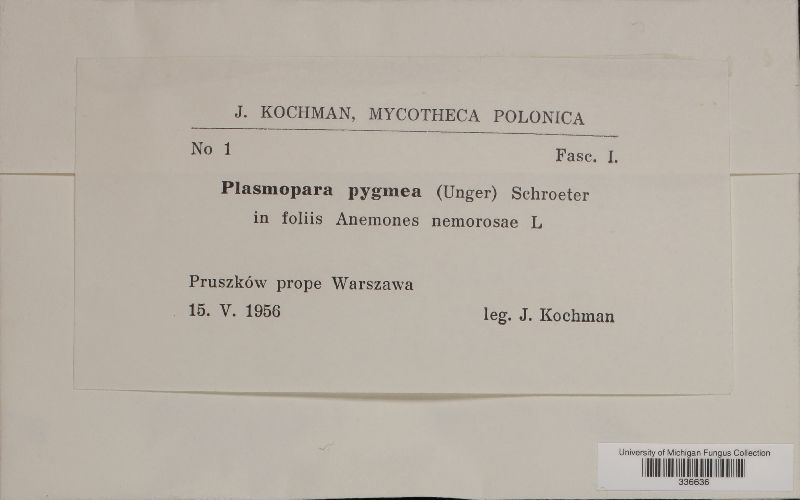 J. KOCHMAN, MYCOTHECA POLONICA
No 1 Fasc. I.
Plasmopara pygmea (Unger) Schroeter
in foliis Anemones nemorosae L
Pruszków prope Warszawa
15. V. 1956 leg. J. Kochman
University of Michigan Fungus Collection
336636